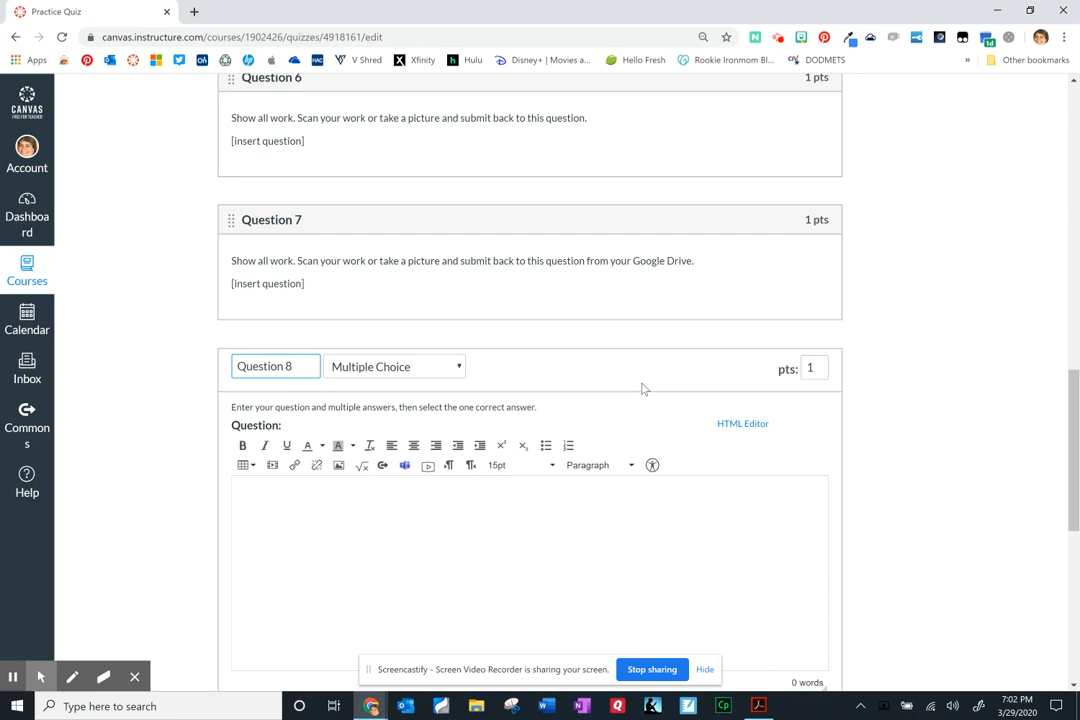 Practice Quiz
canvas.instructure.com/courses/1902426/quizzes/4918161/edit
Apps
V Shred
Xfinity
Hulu
Disney+ | Movies a...
Hello Fresh
Rookie Ironmom Bl...
DODMETS
»
Other bookmarks
CANVAS
FREE FOR TEACHER
Account
Dashboa
rd
Courses
Calendar
Inbox
Common
s
Help
Question 6
1 pts
Show all work. Scan your work or take a picture and submit back to this question.
[insert question]
Question 7
1 pts
Show all work. Scan your work or take a picture and submit back to this question from your Google Drive.
[insert question]
Question 8
Multiple Choice
pts: 1
Enter your question and multiple answers, then select the one correct answer.
Question:
HTML Editor
15pt
Paragraph
Screencastify - Screen Video Recorder is sharing your screen.
Stop sharing
Hide
0 words
Type here to search
7:02 PM
3/29/2020